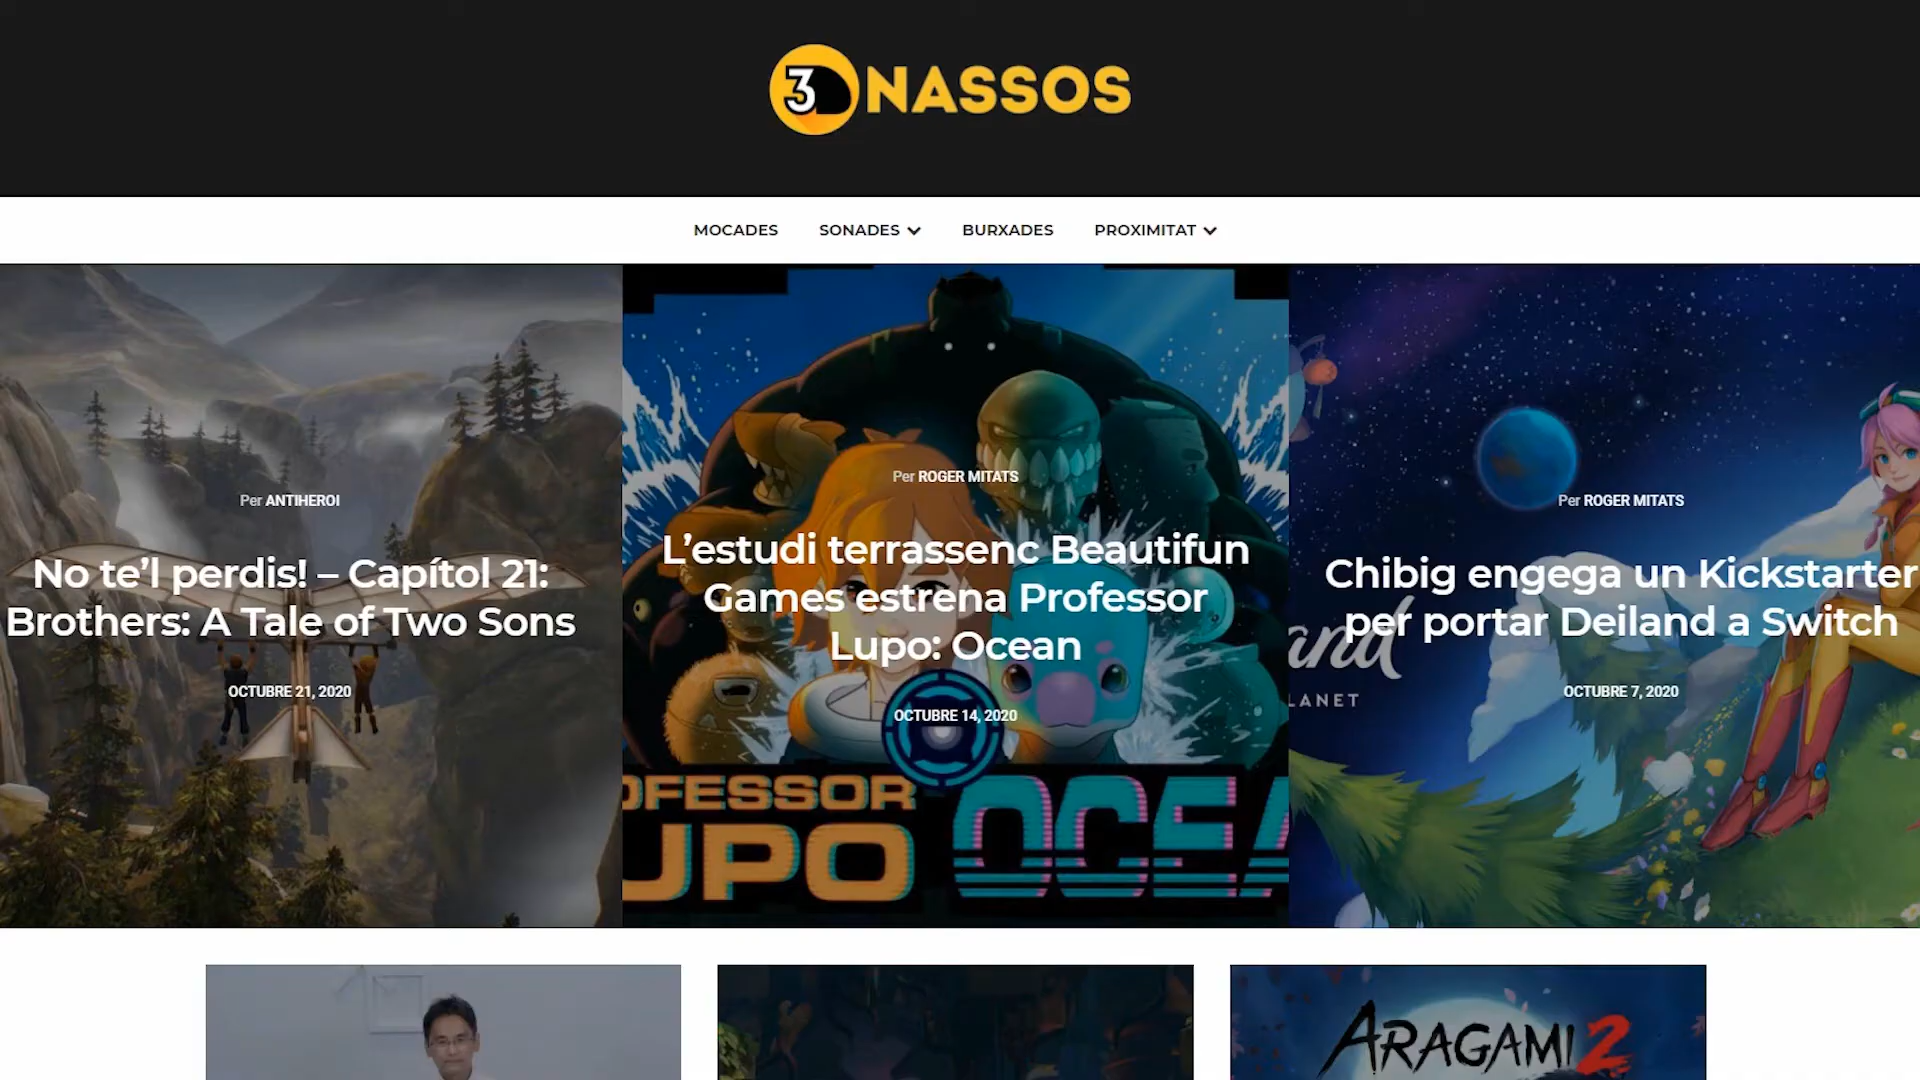 3 NASSOS
MOCADES
SONADES
BURXADES
PROXIMITAT
Per ANTIHEROI
No te’l perdis! – Capítol 21:
Brothers: A Tale of Two Sons
OCTUBRE 21, 2020
Per ROGER MITATS
L’estudi terrassenc Beautifun
Games estrena Professor
Lupo: Ocean
OCTUBRE 14, 2020
OFESSOR
UPO
OCEA
Per ROGER MITATS
Chibig engega un Kickstarter
per portar Deiland a Switch
and
LANET
OCTUBRE 7, 2020
ARAGAMI 2